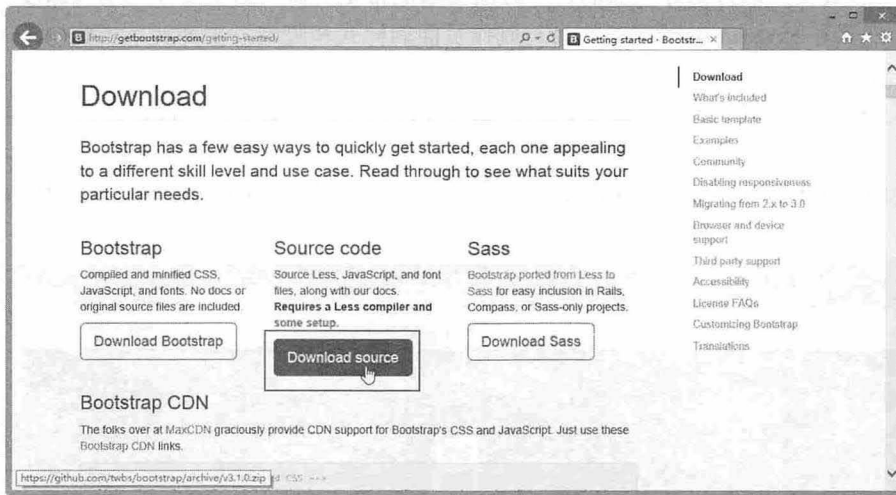 http://getbootstrap.com/getting-started/
Getting started · Bootstr...
Download
Bootstrap has a few easy ways to quickly get started, each one appealing
to a different skill level and use case. Read through to see what suits your
particular needs.
Bootstrap
Compiled and minified CSS,
JavaScript, and fonts. No docs or
original source files are included.
Download Bootstrap
Source code
Source Less, JavaScript, and font
files, along with our docs.
Requires a Less compiler and
some setup.
Download source
Sass
Bootstrap ported from Less to
Sass for easy inclusion in Rails,
Compass, or Sass-only projects.
Download Sass
Bootstrap CDN
The folks over at MaxCDN graciously provide CDN support for Bootstrap's CSS and JavaScript. Just use these
Bootstrap CDN links.
https://github.com/twbs/bootstrap/archive/v3.1.0.zip
CSS
Download
What's included
Basic template
Examples
Community
Disabling responsiveness
Migrating from 2.x to 3.0
Browser and device
support
Third party support
Accessibility
License FAQs
Customizing Bootstrap
Translations